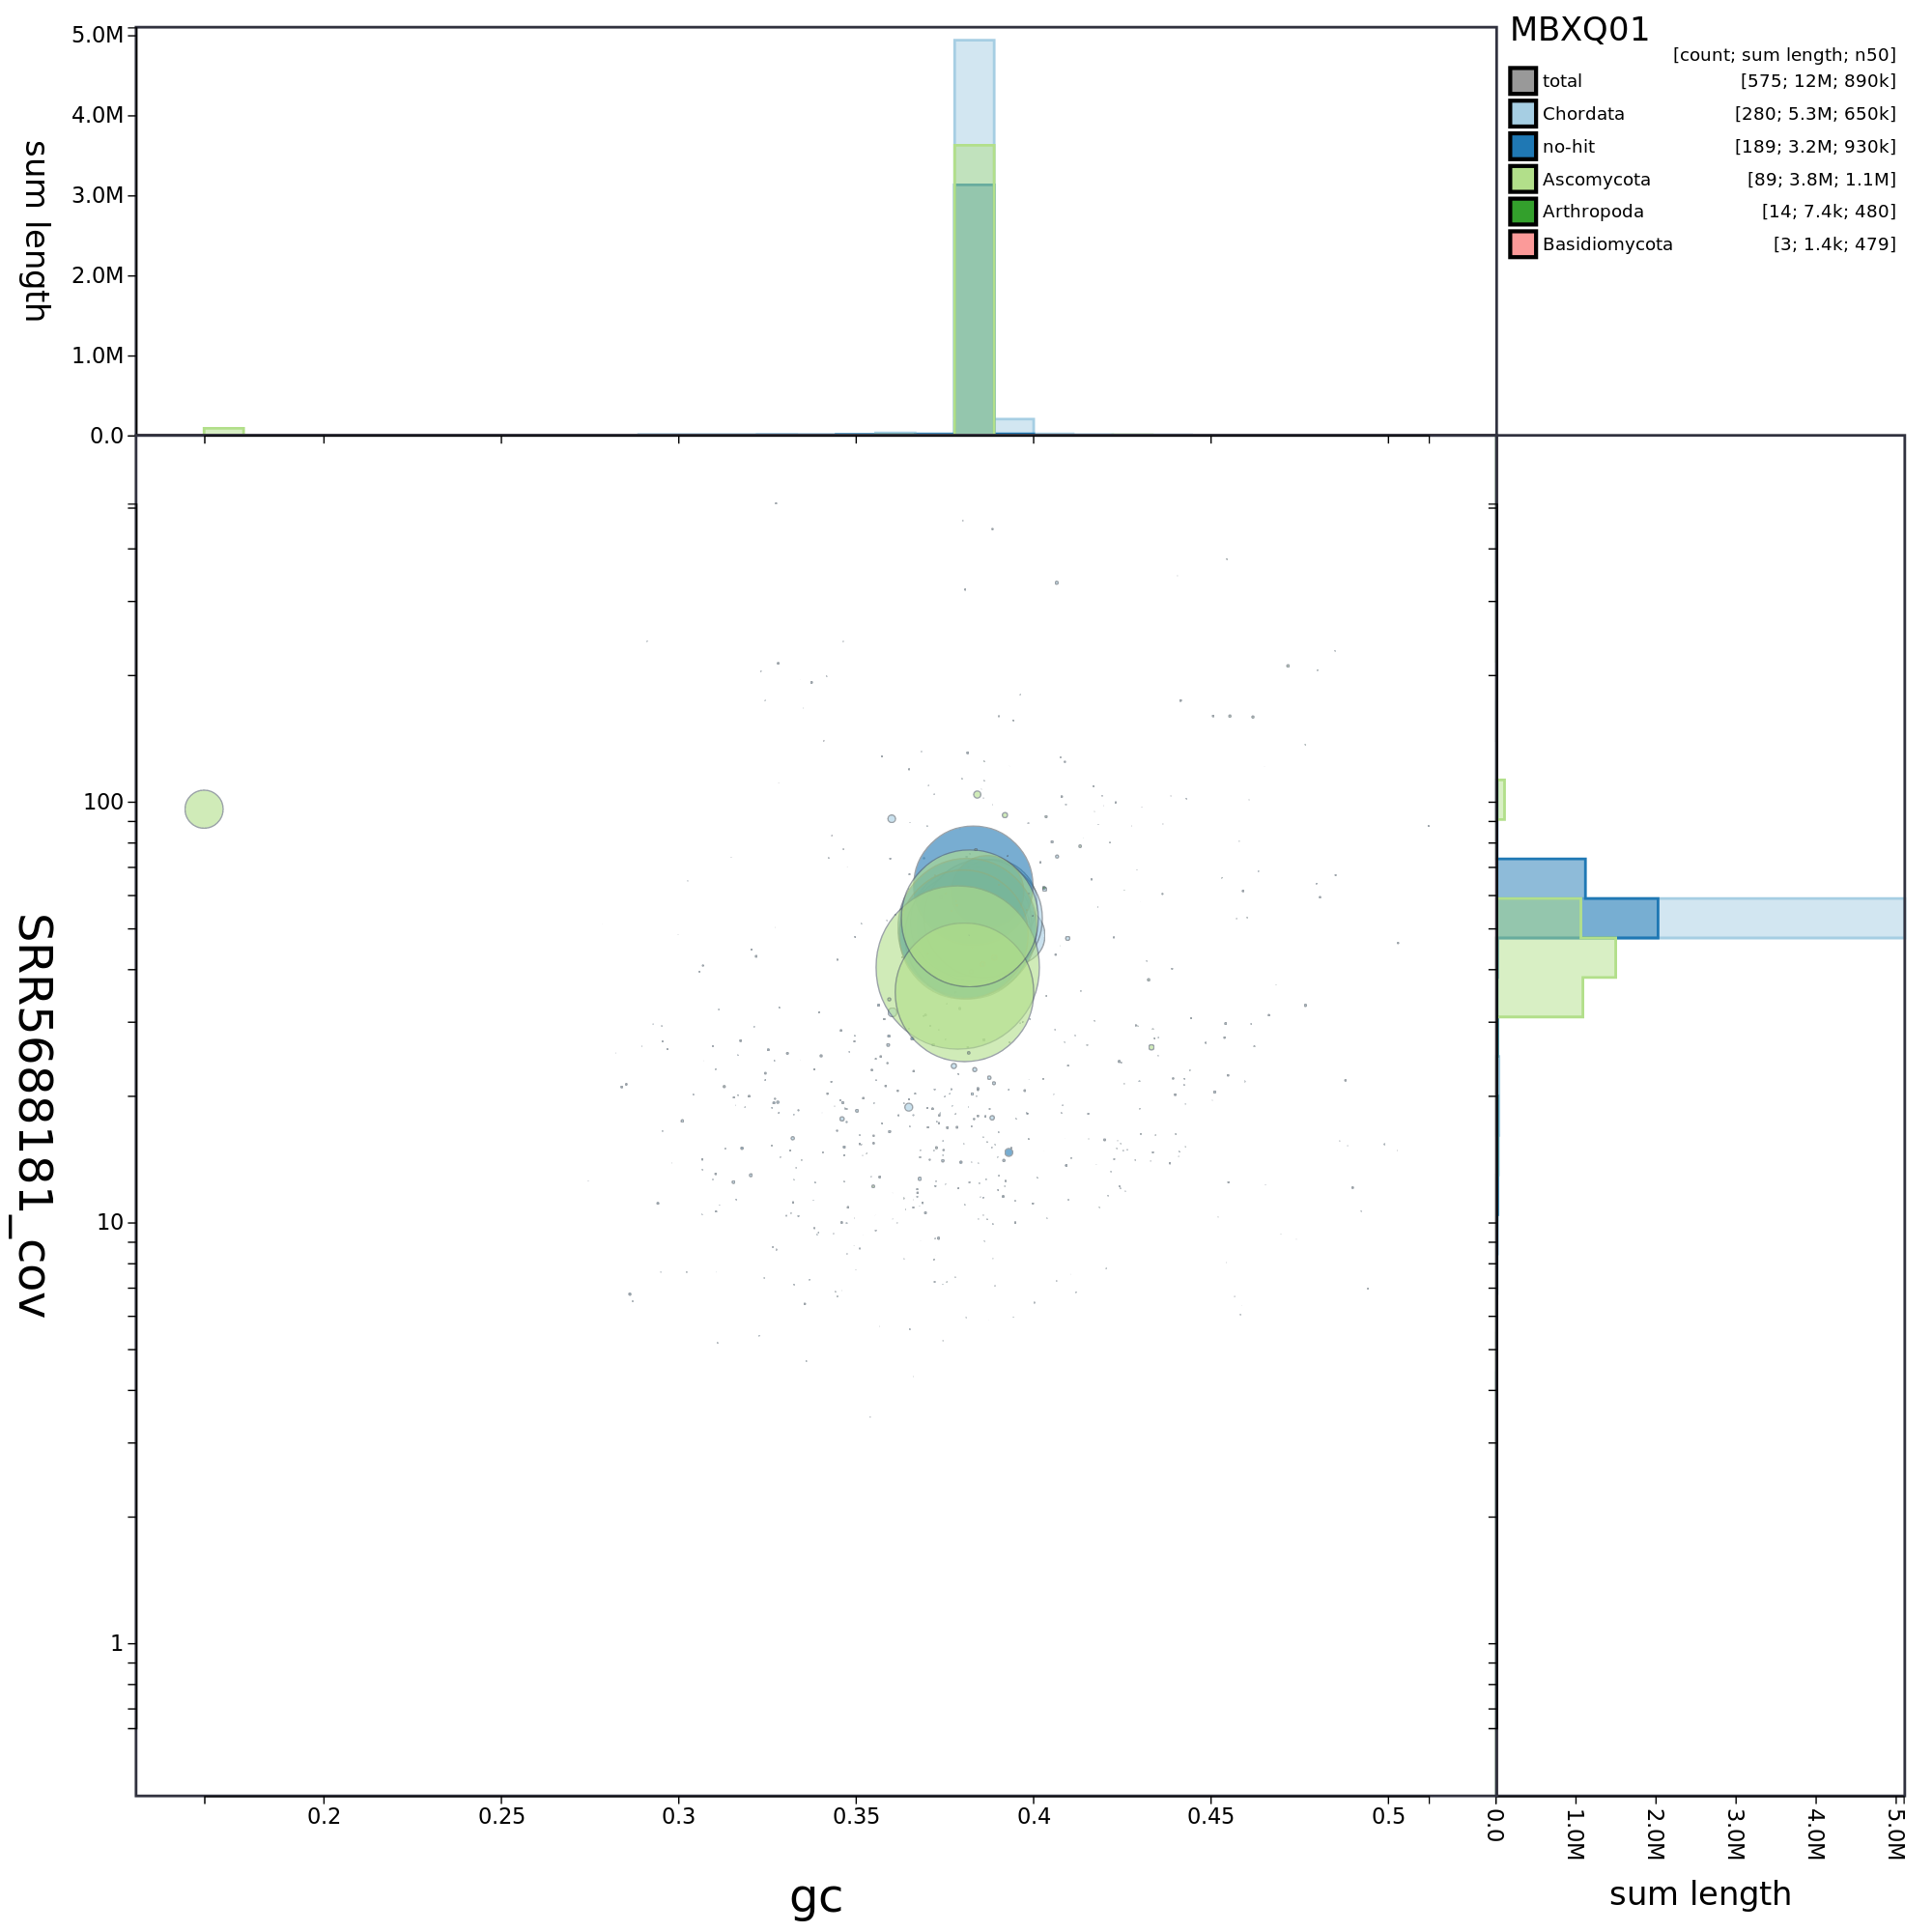 MBXQ01
[count; sum length; n50]
total [575; 12M; 890k]
Chordata [280; 5.3M; 650k]
no-hit [189; 3.2M; 930k]
Ascomycota [89; 3.8M; 1.1M]
Arthropoda [14; 7.4k; 480]
Basidiomycota [3; 1.4k; 479]
sum length
5.0M
4.0M
3.0M
2.0M
1.0M
0.0
SRR5688181_cov
100
10
1
0.2 0.25 0.3 0.35 0.4 0.45 0.5
gc
0.0 1.0M 2.0M 3.0M 4.0M 5.0M
sum length